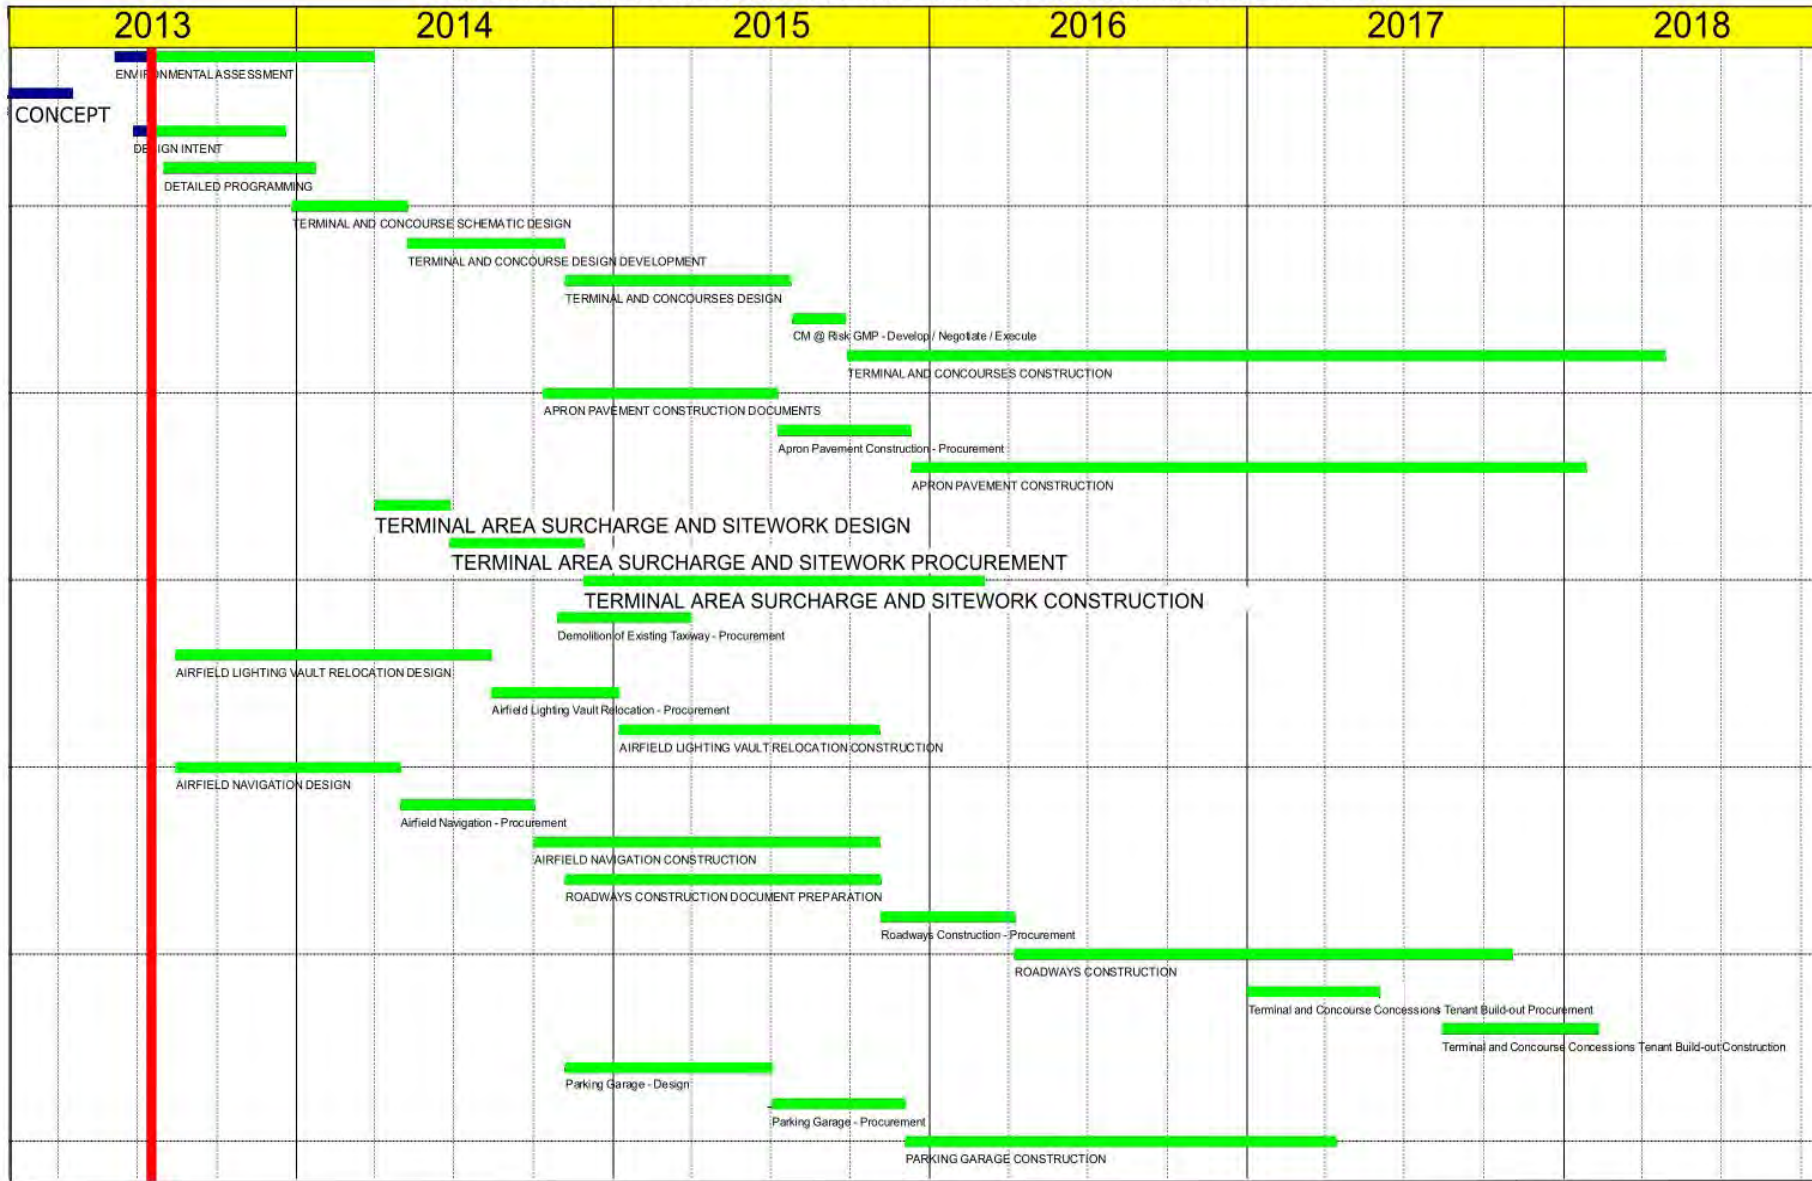 2013 2014 2015 2016 2017 2018
ENVIRONMENTAL ASSESSMENT
CONCEPT
DESIGN INTENT
DETAILED PROGRAMMING
TERMINAL AND CONCOURSE SCHEMATIC DESIGN
TERMINAL AND CONCOURSE DESIGN DEVELOPMENT
TERMINAL AND CONCOURSES DESIGN
CM @ Risk GMP - Develop / Negotiate / Execute
TERMINAL AND CONCOURSES CONSTRUCTION
APRON PAVEMENT CONSTRUCTION DOCUMENTS
Apron Pavement Construction - Procurement
APRON PAVEMENT CONSTRUCTION
TERMINAL AREA SURCHARGE AND SITEWORK DESIGN
TERMINAL AREA SURCHARGE AND SITEWORK PROCUREMENT
TERMINAL AREA SURCHARGE AND SITEWORK CONSTRUCTION
Demolition of Existing Taxiway - Procurement
AIRFIELD LIGHTING VAULT RELOCATION DESIGN
Airfield Lighting Vault Relocation - Procurement
AIRFIELD LIGHTING VAULT RELOCATION CONSTRUCTION
AIRFIELD NAVIGATION DESIGN
Airfield Navigation - Procurement
AIRFIELD NAVIGATION CONSTRUCTION
ROADWAYS CONSTRUCTION DOCUMENT PREPARATION
Roadways Construction - Procurement
ROADWAYS CONSTRUCTION
Terminal and Concourse Concessions Tenant Build-out Procurement
Terminal and Concourse Concessions Tenant Build-out Construction
Parking Garage - Design
Parking Garage - Procurement
PARKING GARAGE CONSTRUCTION